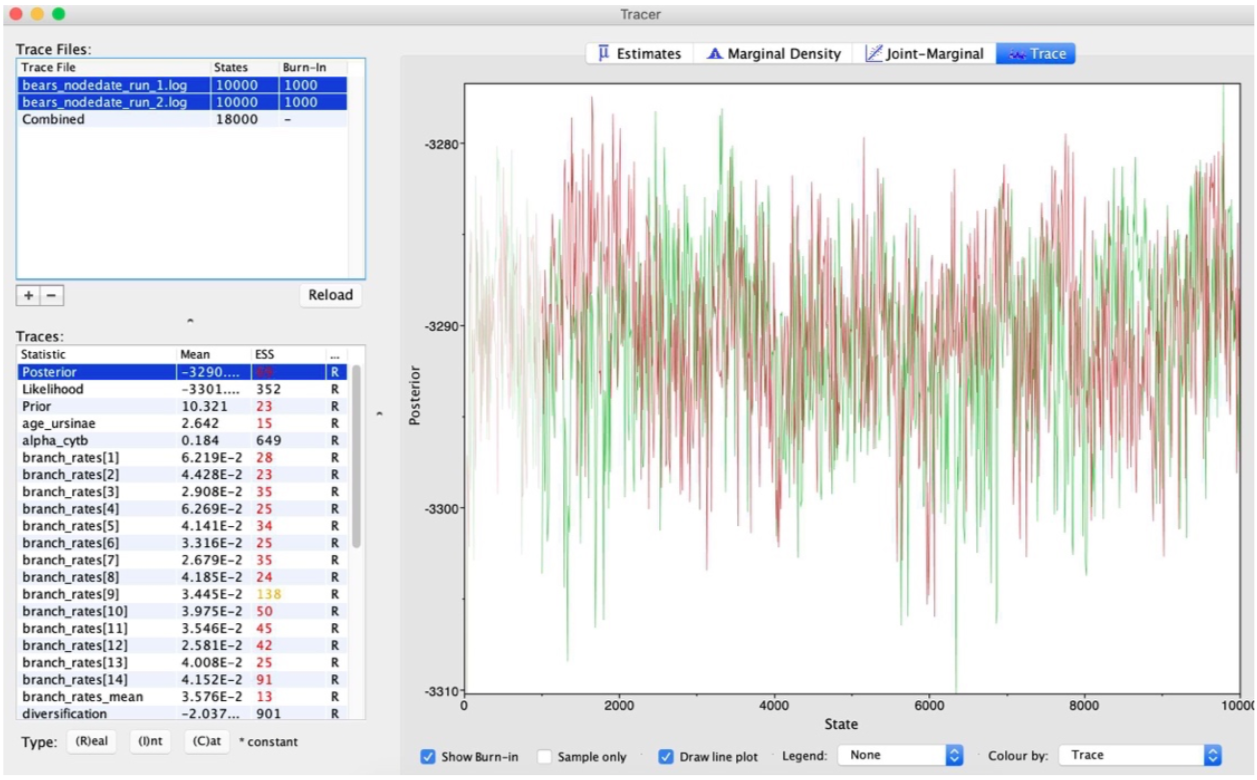 Tracer
Trace Files:
Trace File States Burn-In
bears_nodedate_run_1.log 10000 1000
bears_nodedate_run_2.log 10000 1000
Combined 18000 -
+ − Reload
Traces:
Statistic Mean ESS ...
Posterior -3290.... R
Likelihood -3301.... 352 R
Prior 10.321 23 R
age_ursinae 2.642 15 R
alpha_cytb 0.184 649 R
branch_rates[1] 6.219E-2 28 R
branch_rates[2] 4.428E-2 23 R
branch_rates[3] 2.908E-2 35 R
branch_rates[4] 6.269E-2 25 R
branch_rates[5] 4.141E-2 34 R
branch_rates[6] 3.316E-2 25 R
branch_rates[7] 2.679E-2 35 R
branch_rates[8] 4.185E-2 24 R
branch_rates[9] 3.445E-2 138 R
branch_rates[10] 3.975E-2 50 R
branch_rates[11] 3.546E-2 45 R
branch_rates[12] 2.581E-2 42 R
branch_rates[13] 4.008E-2 25 R
branch_rates[14] 4.152E-2 91 R
branch_rates_mean 3.576E-2 13 R
diversification -2.037... 901 R
Type: (R)eal (I)nt (C)at * constant
Estimates Marginal Density Joint-Marginal Trace
-3280
-3290
-3300
-3310
Posterior
0 2000 4000 6000 8000 10000
State
Show Burn-in Sample only Draw line plot Legend: None Colour by: Trace